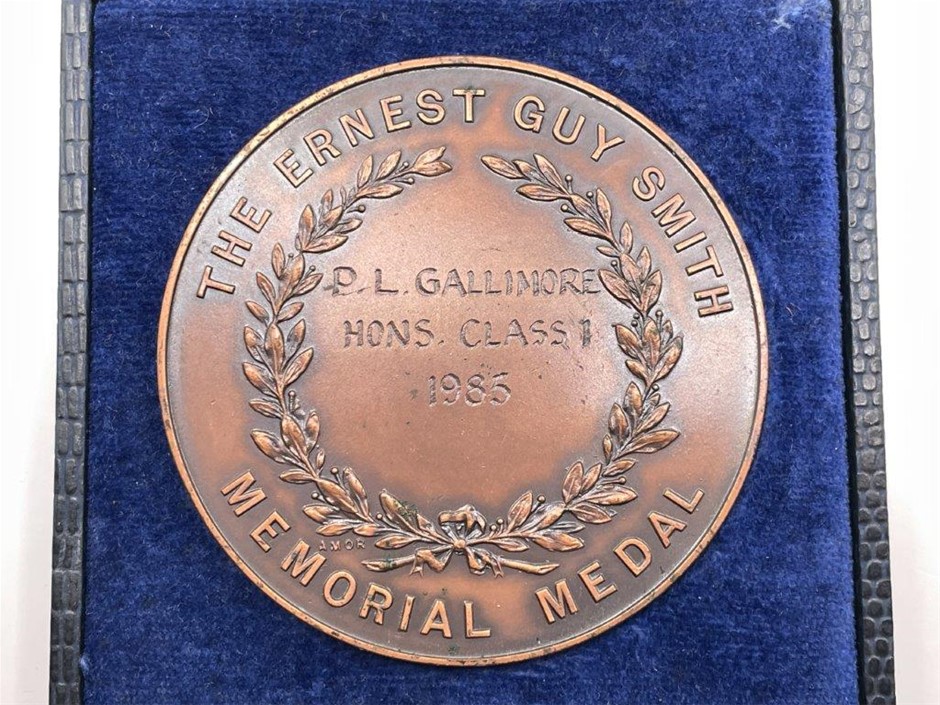 THE ERNEST GUY SMITH
P. L. GALLIMORE
HONS. CLASS 1
1985
AMOR
MEMORIAL MEDAL